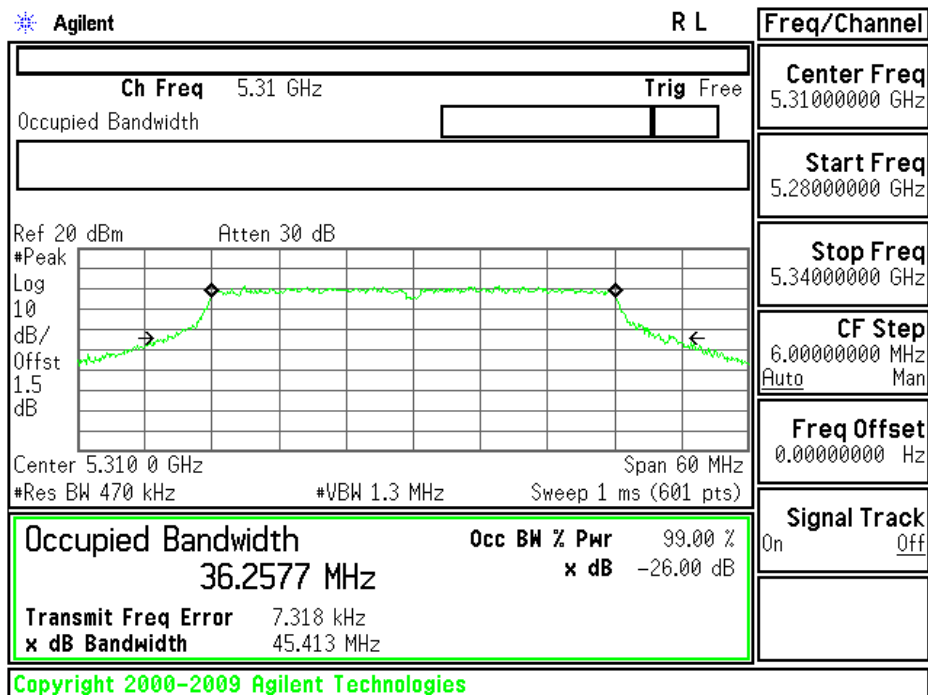 Agilent R L Freq/Channel
Ch Freq 5.31 GHz Trig Free
Occupied Bandwidth
Center Freq
5.31000000 GHz
Start Freq
5.28000000 GHz
Stop Freq
5.34000000 GHz
CF Step
6.00000000 MHz
Auto Man
Freq Offset
0.00000000 Hz
Signal Track
On Off
Ref 20 dBm Atten 30 dB
#Peak
Log
10
dB/
Offst
1.5
dB
Center 5.310 0 GHz Span 60 MHz
#Res BW 470 kHz #VBW 1.3 MHz Sweep 1 ms (601 pts)
Occupied Bandwidth Occ BW % Pwr 99.00 %
36.2577 MHz x dB -26.00 dB
Transmit Freq Error 7.318 kHz
x dB Bandwidth 45.413 MHz
Copyright 2000-2009 Agilent Technologies